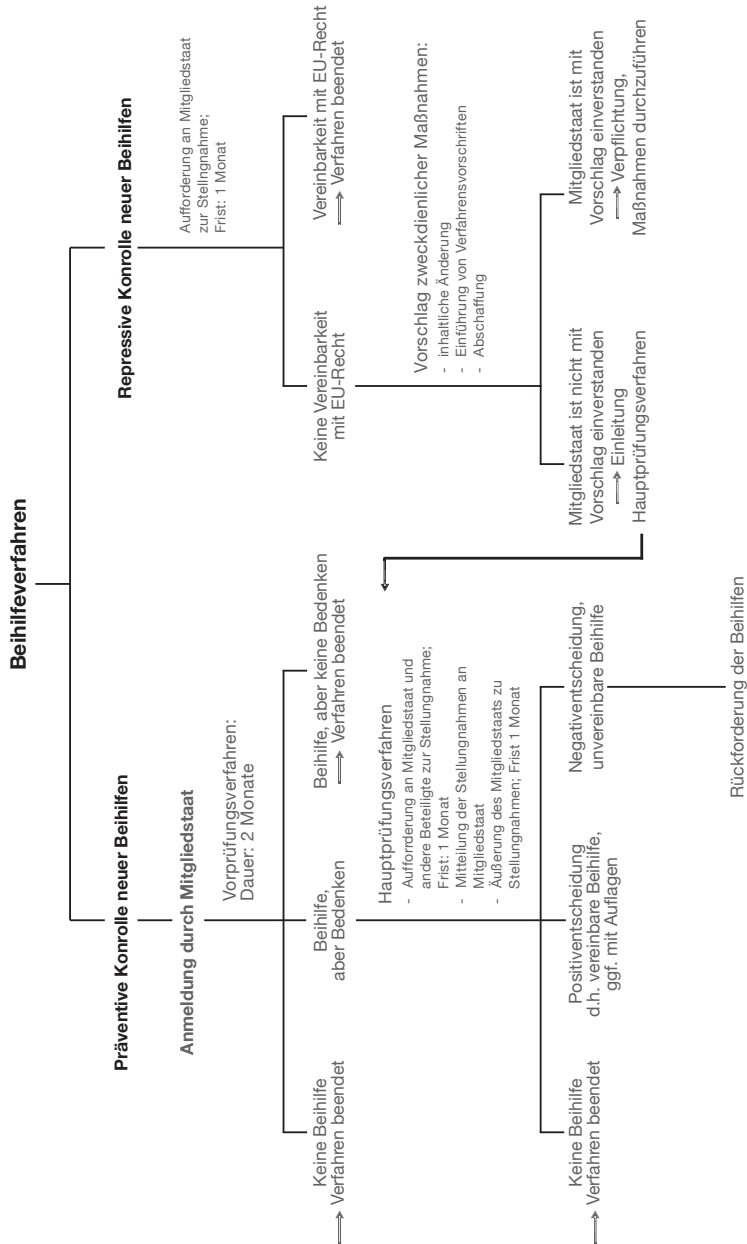 Beihilfeverfahren
Präventive Konrolle neuer Beihilfen
Anmeldung durch Mitgliedstaat
Vorprüfungsverfahren:
Dauer: 2 Monate
Keine Beihilfe
⟹ Verfahren beendet
Beihilfe,
aber Bedenken
Beihilfe, aber keine Bedenken
⟹ Verfahren beendet
Hauptprüfungsverfahren
- Aufforrderung an Mitgliedstaat und
andere Beteiligte zur Stellungnahme;
Frist: 1 Monat
- Mitteilung der Stellungnahmen an
Mitgliedstaat
- Äußerung des Mitgliedstaats zu
Stellungnahmen; Frist 1 Monat
Keine Beihilfe
⟹ Verfahren beendet
Positiventscheidung
d.h. vereinbare Beihilfe,
ggf. mit Auflagen
Negativentscheidung,
unvereinbare Beihilfe
Rückforderung der Beihilfen
Repressive Konrolle neuer Beihilfen
Aufforderung an Mitgliedstaat
zur Stellngnahme;
Frist: 1 Monat
Keine Vereinbarkeit
mit EU-Recht
Vereinbarkeit mit EU-Recht
⟹ Verfahren beendet
Vorschlag zweckdienlicher Maßnahmen:
- inhaltliche Änderung
- Einführung von Verfahrensvorschriften
- Abschaffung
Mitgliedstaat ist nicht mit
Vorschlag einverstanden
⟹ Einleitung
Hauptprüfungsverfahren
Mitgliedstaat ist mit
Vorschlag einverstanden
⟹ Verpflichtung,
Maßnahmen durchzuführen